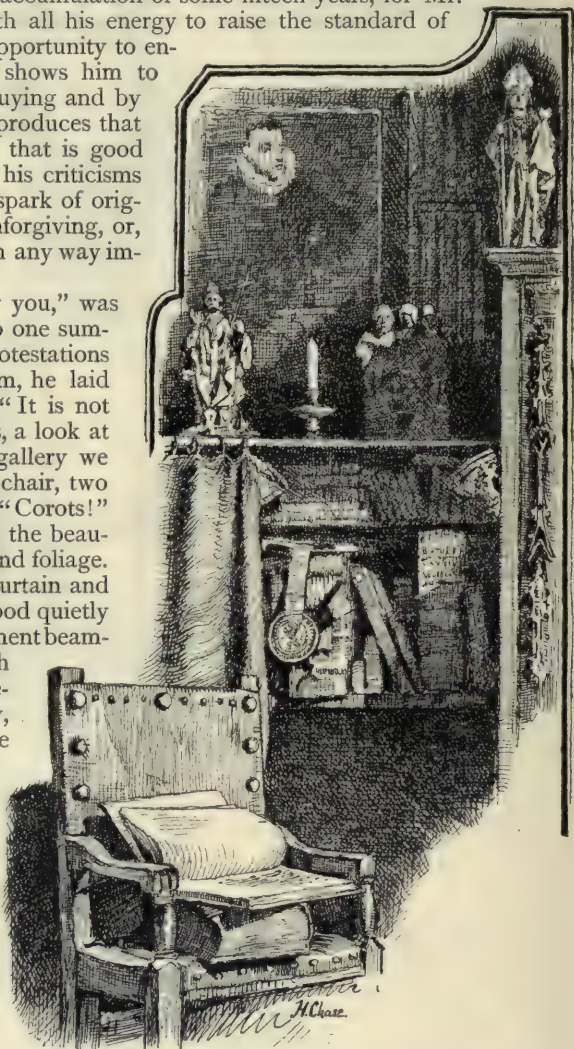 accumulation of some fifteen years, for Mr.
th all his energy to raise the standard of
pportunity to en-
shows him to
uying and by
produces that
that is good
his criticisms
spark of orig-
nforgiving, or,
n any way im-
y you," was
o one sum-
rotestations
m, he laid
"It is not
s, a look at
gallery we
chair, two
"Corots!"
the beau-
nd foliage.
urtain and
ood quietly
ment beam-
h
e-
y,
e
H. Chase.